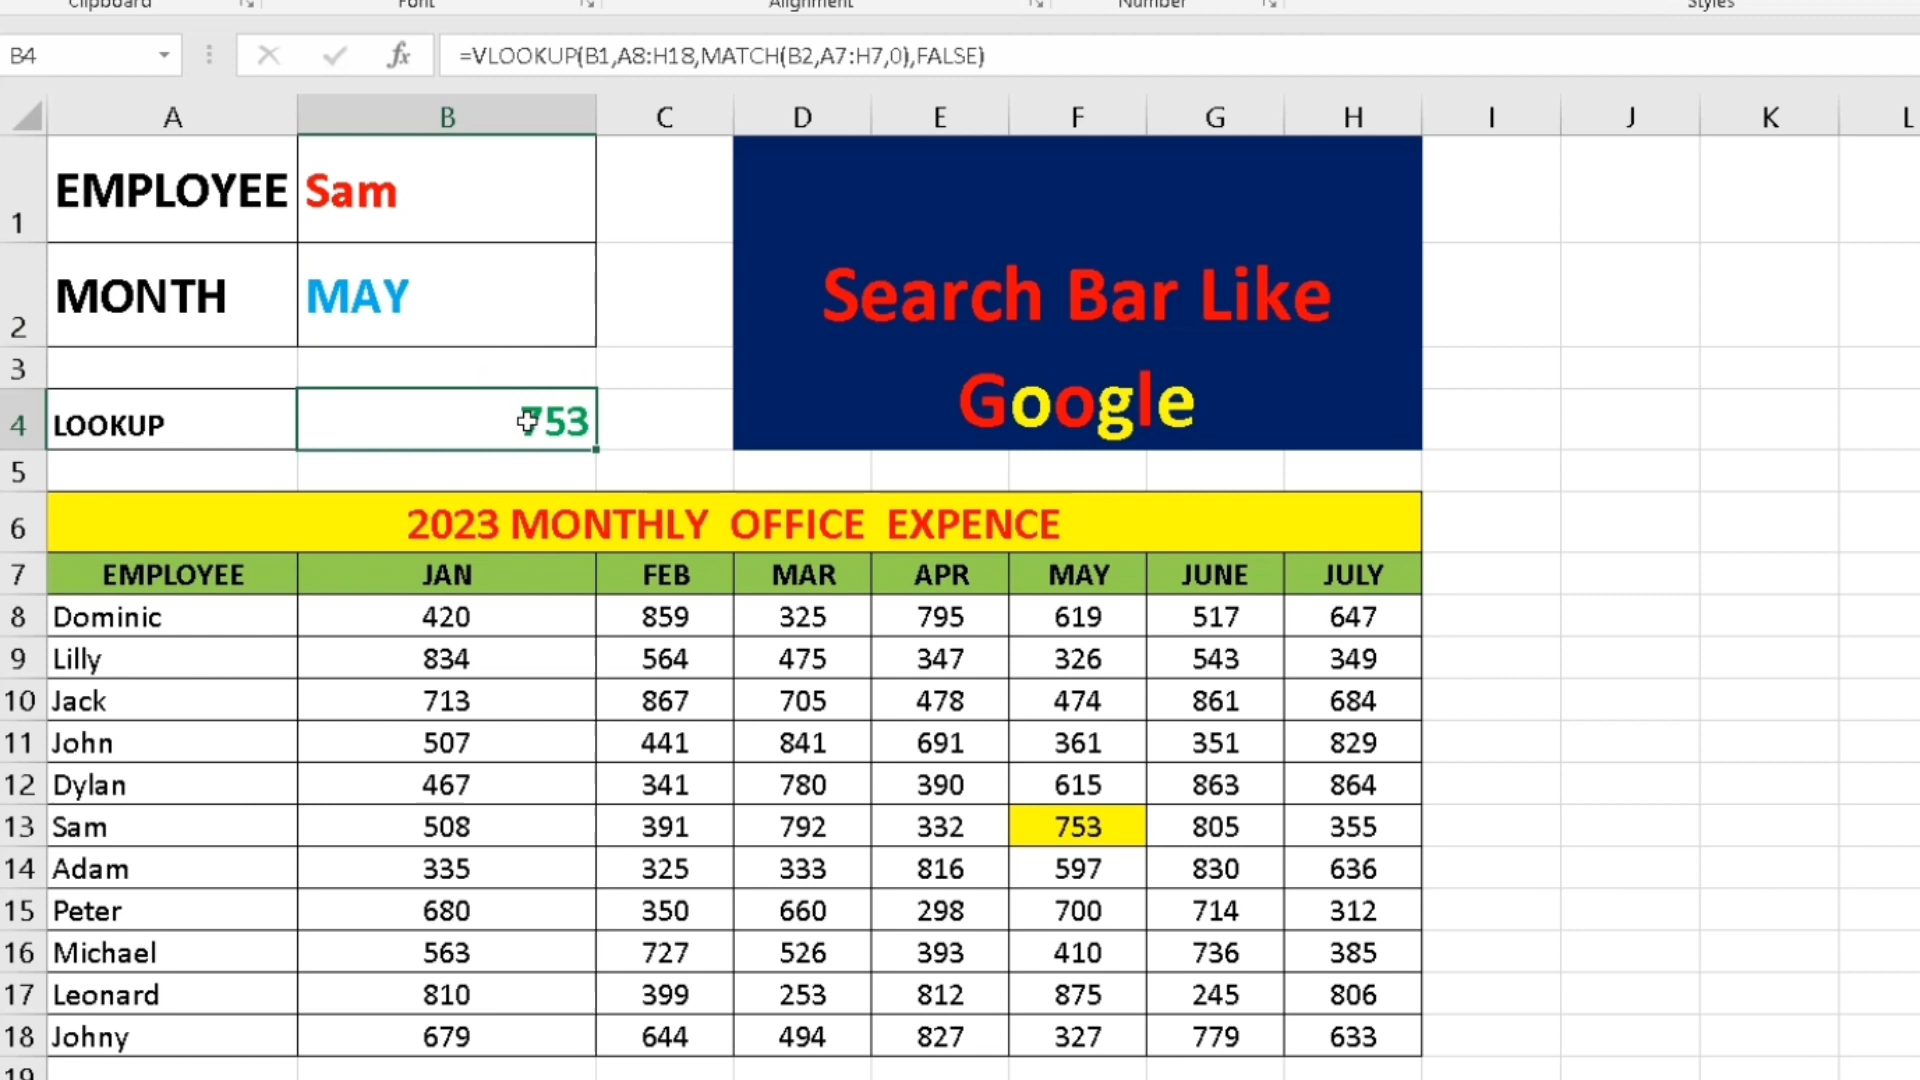 Clipboard Font Alignment Number Styles
B4 fx =VLOOKUP(B1,A8:H18,MATCH(B2,A7:H7,0),FALSE)
A B C D E F G H I J K L
1 EMPLOYEE Sam
2 MONTH MAY
Search Bar Like
Google
3
4 LOOKUP 753
5
6 2023 MONTHLY OFFICE EXPENCE
7 EMPLOYEE JAN FEB MAR APR MAY JUNE JULY
8 Dominic 420 859 325 795 619 517 647
9 Lilly 834 564 475 347 326 543 349
10 Jack 713 867 705 478 474 861 684
11 John 507 441 841 691 361 351 829
12 Dylan 467 341 780 390 615 863 864
13 Sam 508 391 792 332 753 805 355
14 Adam 335 325 333 816 597 830 636
15 Peter 680 350 660 298 700 714 312
16 Michael 563 727 526 393 410 736 385
17 Leonard 810 399 253 812 875 245 806
18 Johny 679 644 494 827 327 779 633
19